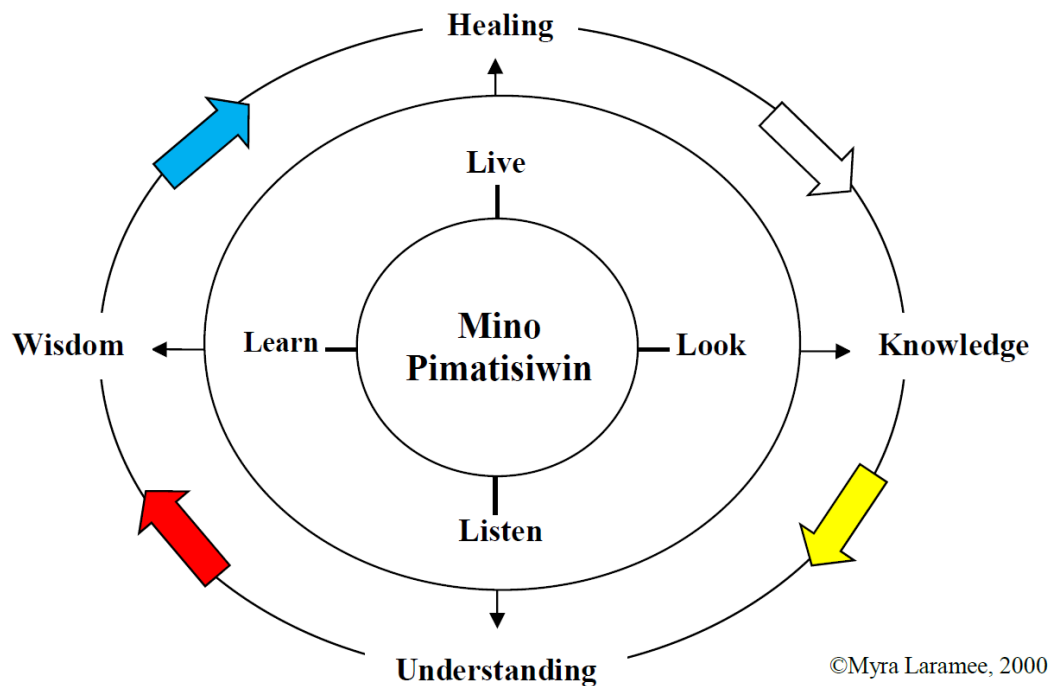 Healing
Live
Mino
Pimatisiwin
Wisdom
Learn
Look
Knowledge
Listen
Understanding
©Myra Laramee, 2000